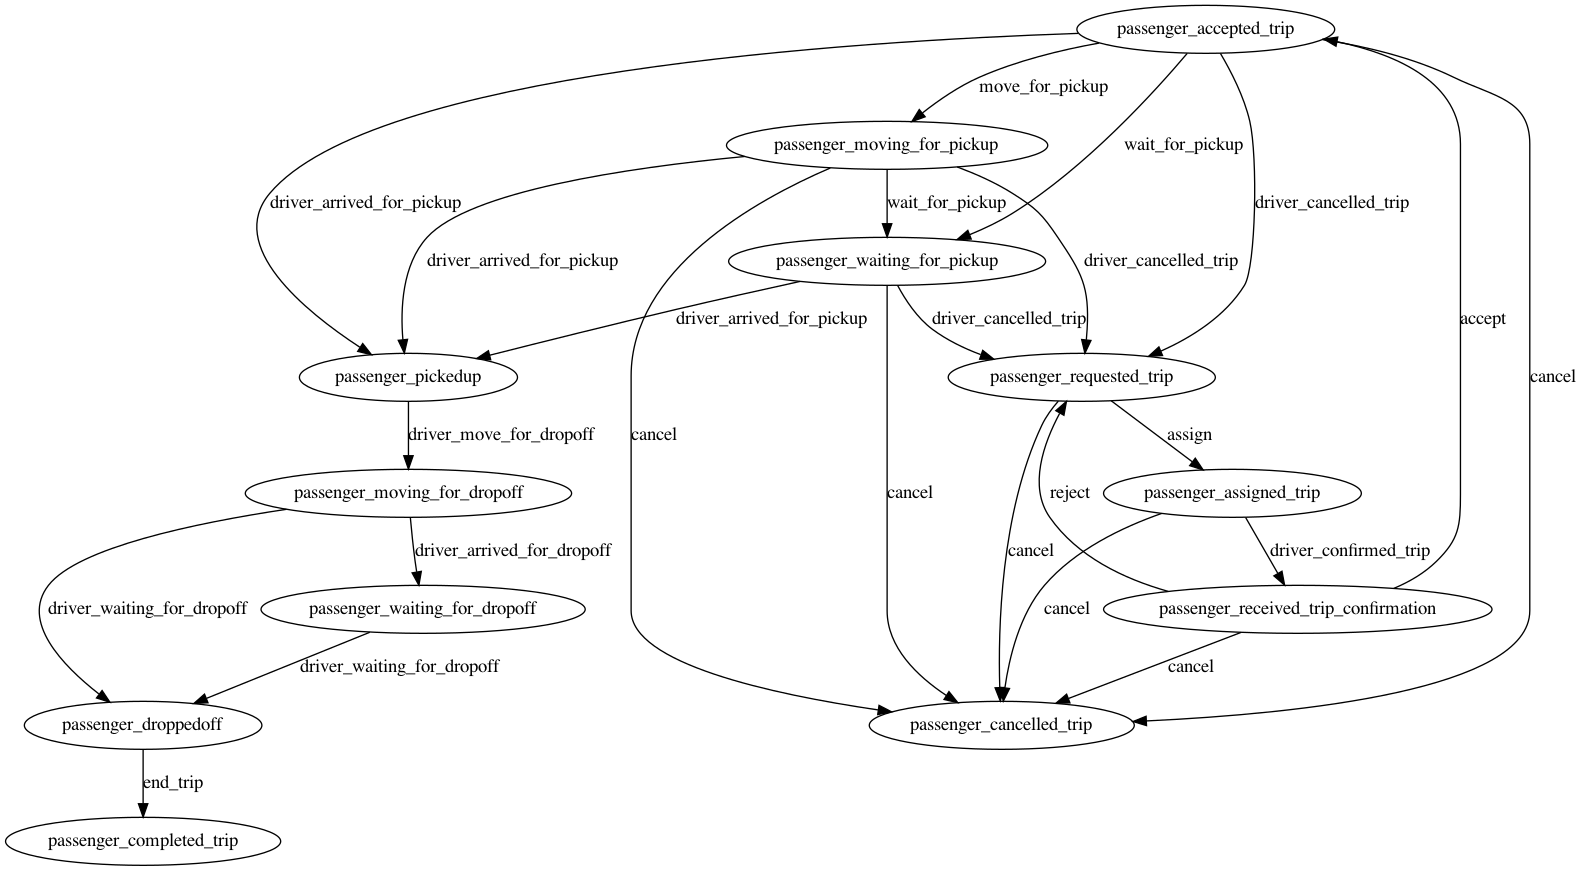 passenger_accepted_trip
move_for_pickup
passenger_moving_for_pickup
wait_for_pickup
driver_arrived_for_pickup
wait_for_pickup
driver_cancelled_trip
driver_arrived_for_pickup
passenger_waiting_for_pickup
driver_cancelled_trip
driver_arrived_for_pickup
driver_cancelled_trip
accept
passenger_pickedup
passenger_requested_trip
cancel
driver_move_for_dropoff
cancel
assign
passenger_moving_for_dropoff
cancel
reject
passenger_assigned_trip
driver_arrived_for_dropoff
cancel
driver_confirmed_trip
driver_waiting_for_dropoff
passenger_waiting_for_dropoff
cancel
passenger_received_trip_confirmation
driver_waiting_for_dropoff
cancel
passenger_droppedoff
passenger_cancelled_trip
end_trip
passenger_completed_trip